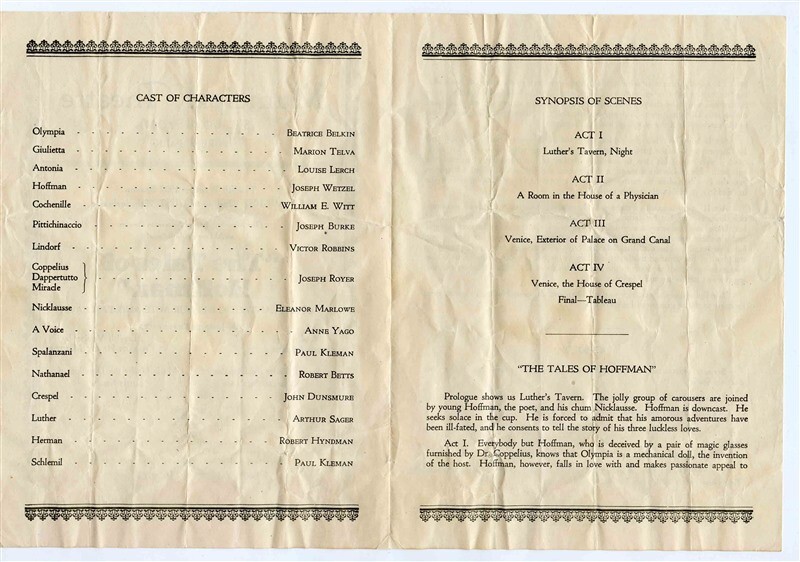 CAST OF CHARACTERS
Olympia - - - - - - - - - - - - - - BEATRICE BELKIN
Giulietta - - - - - - - - - - - - - - MARION TELVA
Antonia - - - - - - - - - - - - - - LOUISE LERCH
Hoffman - - - - - - - - - - - - - - JOSEPH WETZEL
Cochenille - - - - - - - - - - - - - WILLIAM E. WITT
Pittichinaccio - - - - - - - - - - - - JOSEPH BURKE
Lindorf - - - - - - - - - - - - - - VICTOR ROBBINS
Coppelius
Dappertutto } - - - - - - - - - - - - - JOSEPH ROYER
Miracle
Nicklausse - - - - - - - - - - - - - ELEANOR MARLOWE
A Voice - - - - - - - - - - - - - - ANNE YAGO
Spalanzani - - - - - - - - - - - - - PAUL KLEMAN
Nathanael - - - - - - - - - - - - - ROBERT BETTS
Crespel - - - - - - - - - - - - - - JOHN DUNSMURE
Luther - - - - - - - - - - - - - - ARTHUR SAGER
Herman - - - - - - - - - - - - - - ROBERT HYNDMAN
Schlemil - - - - - - - - - - - - - - PAUL KLEMAN
SYNOPSIS OF SCENES
ACT I
Luther's Tavern, Night
ACT II
A Room in the House of a Physician
ACT III
Venice, Exterior of Palace on Grand Canal
ACT IV
Venice, the House of Crespel
Final—Tableau
"THE TALES OF HOFFMAN"
Prologue shows us Luther's Tavern. The jolly group of carousers are joined
by young Hoffman, the poet, and his chum Nicklausse. Hoffman is downcast. He
seeks solace in the cup. He is forced to admit that his amorous adventures have
been ill-fated, and he consents to tell the story of his three luckless loves.
Act I. Everybody but Hoffman, who is deceived by a pair of magic glasses
furnished by Dr. Coppelius, knows that Olympia is a mechanical doll, the invention
of the host. Hoffman, however, falls in love with and makes passionate appeal to